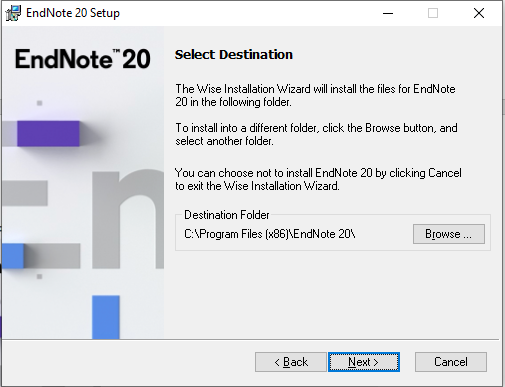 EndNote 20 Setup
EndNote™ 20
Select Destination
The Wise Installation Wizard will install the files for EndNote
20 in the following folder.
To install into a different folder, click the Browse button, and
select another folder.
You can choose not to install EndNote 20 by clicking Cancel
to exit the Wise Installation Wizard.
Destination Folder
C:\Program Files (x86)\EndNote 20\
Browse ...
< Back
Next >
Cancel